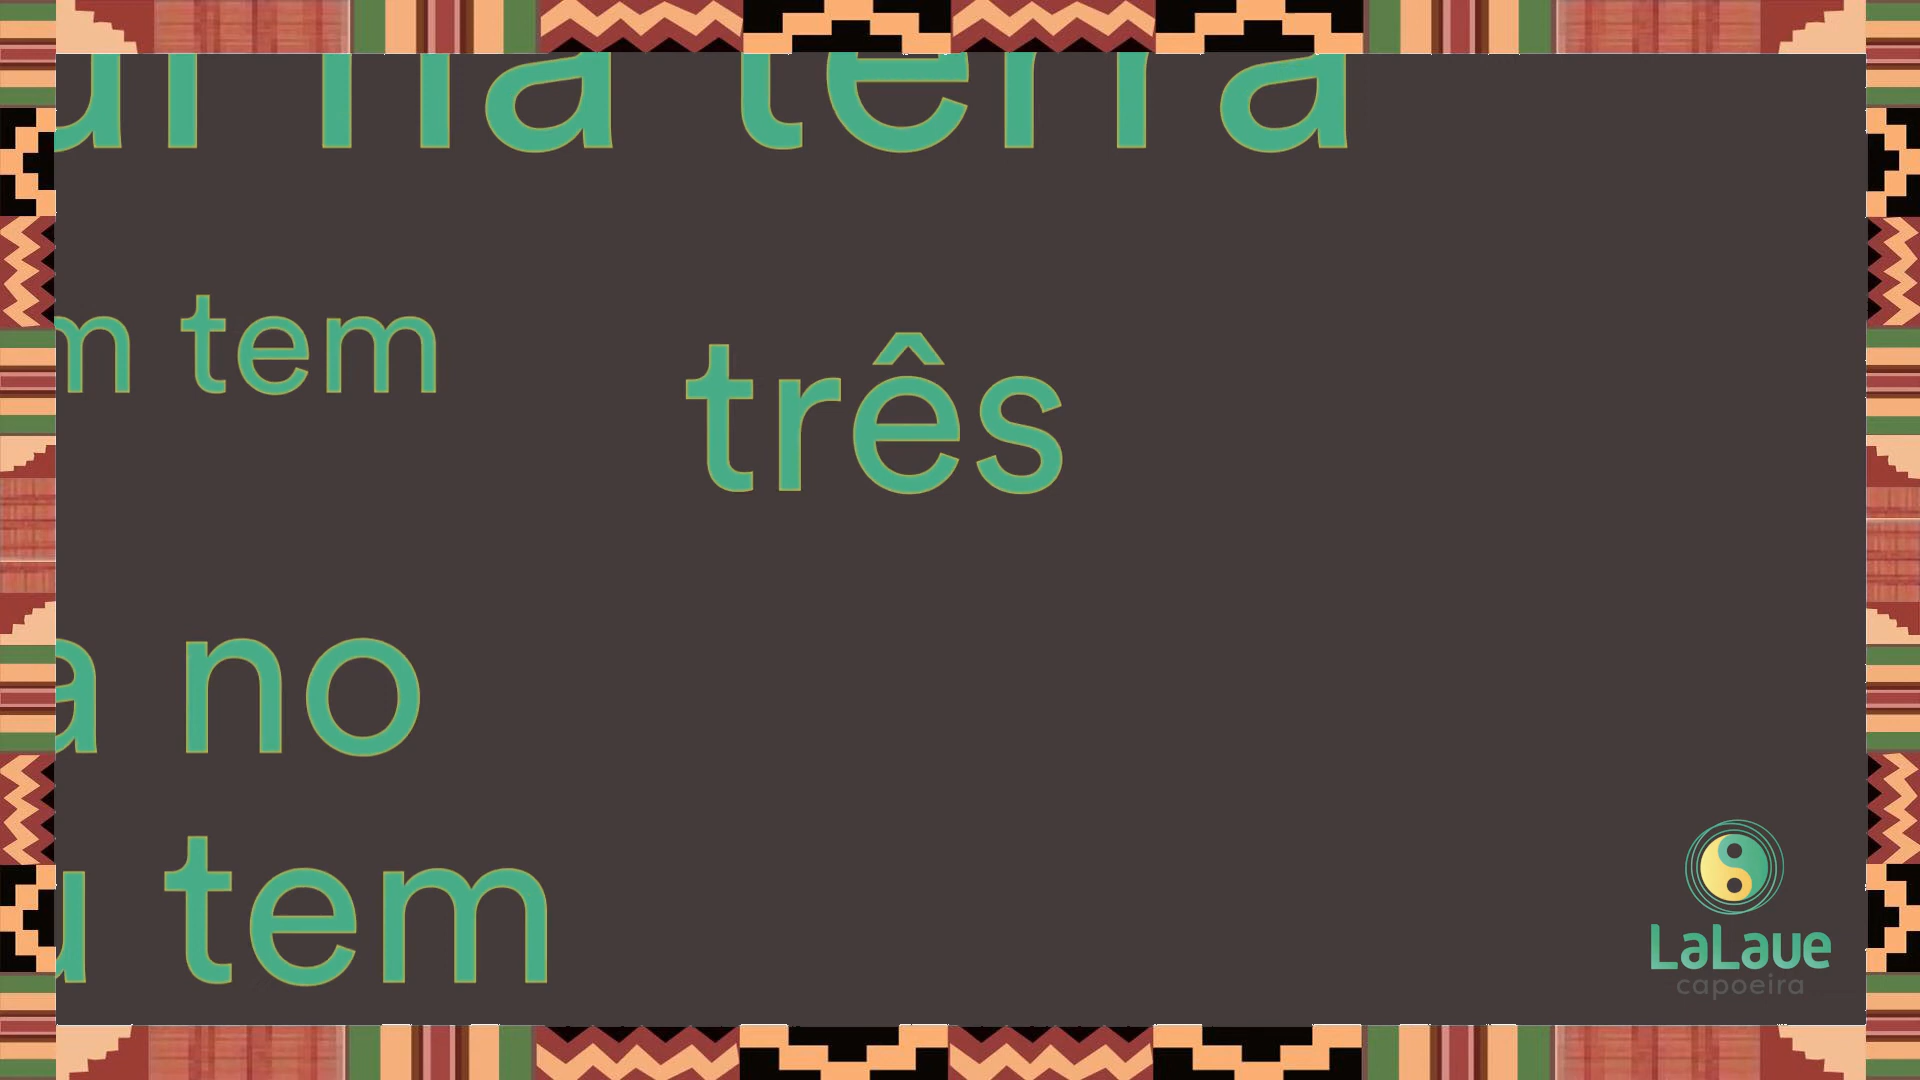 na terra
tem
três
no
tem
LaLaue
capoeira